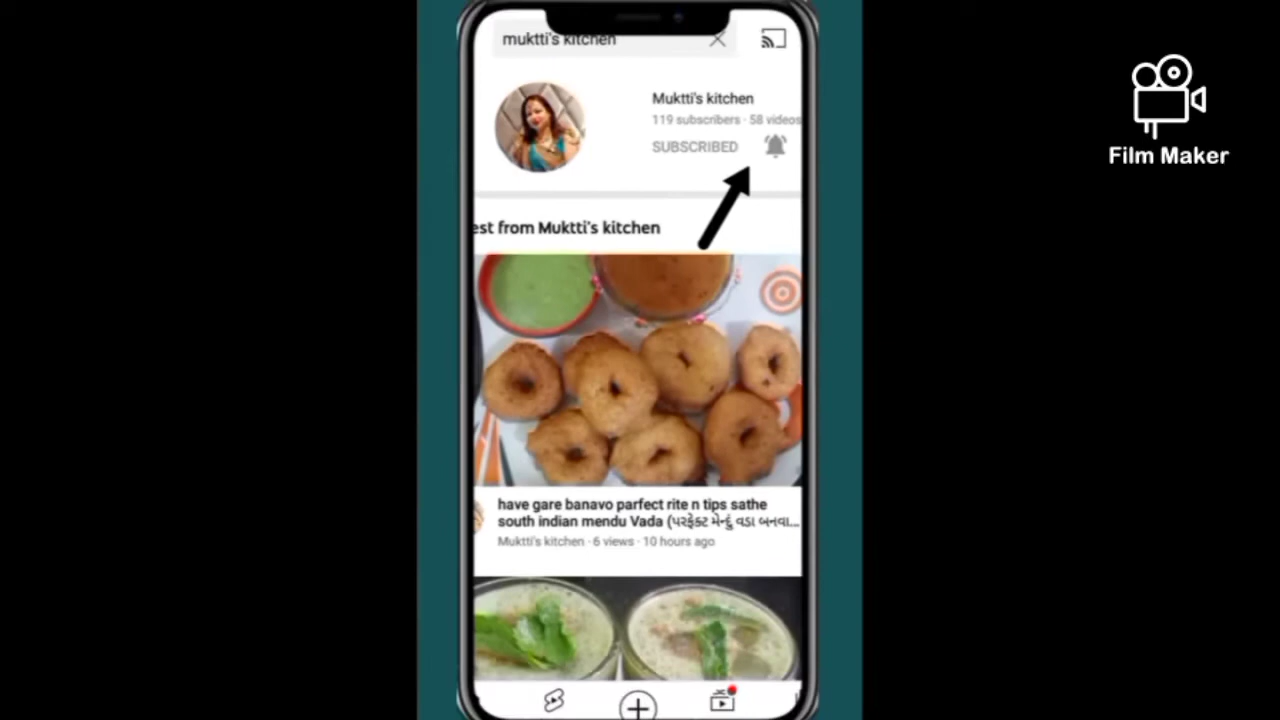 muktti's kitchen
Muktti's kitchen
119 subscribers · 58 videos
SUBSCRIBED
est from Muktti's kitchen
have gare banavo parfect rite n tips sathe
south indian mendu Vada (પરફેક્ટ મેન્દું વડા બનવા...
Muktti's kitchen · 6 views · 10 hours ago
Film Maker